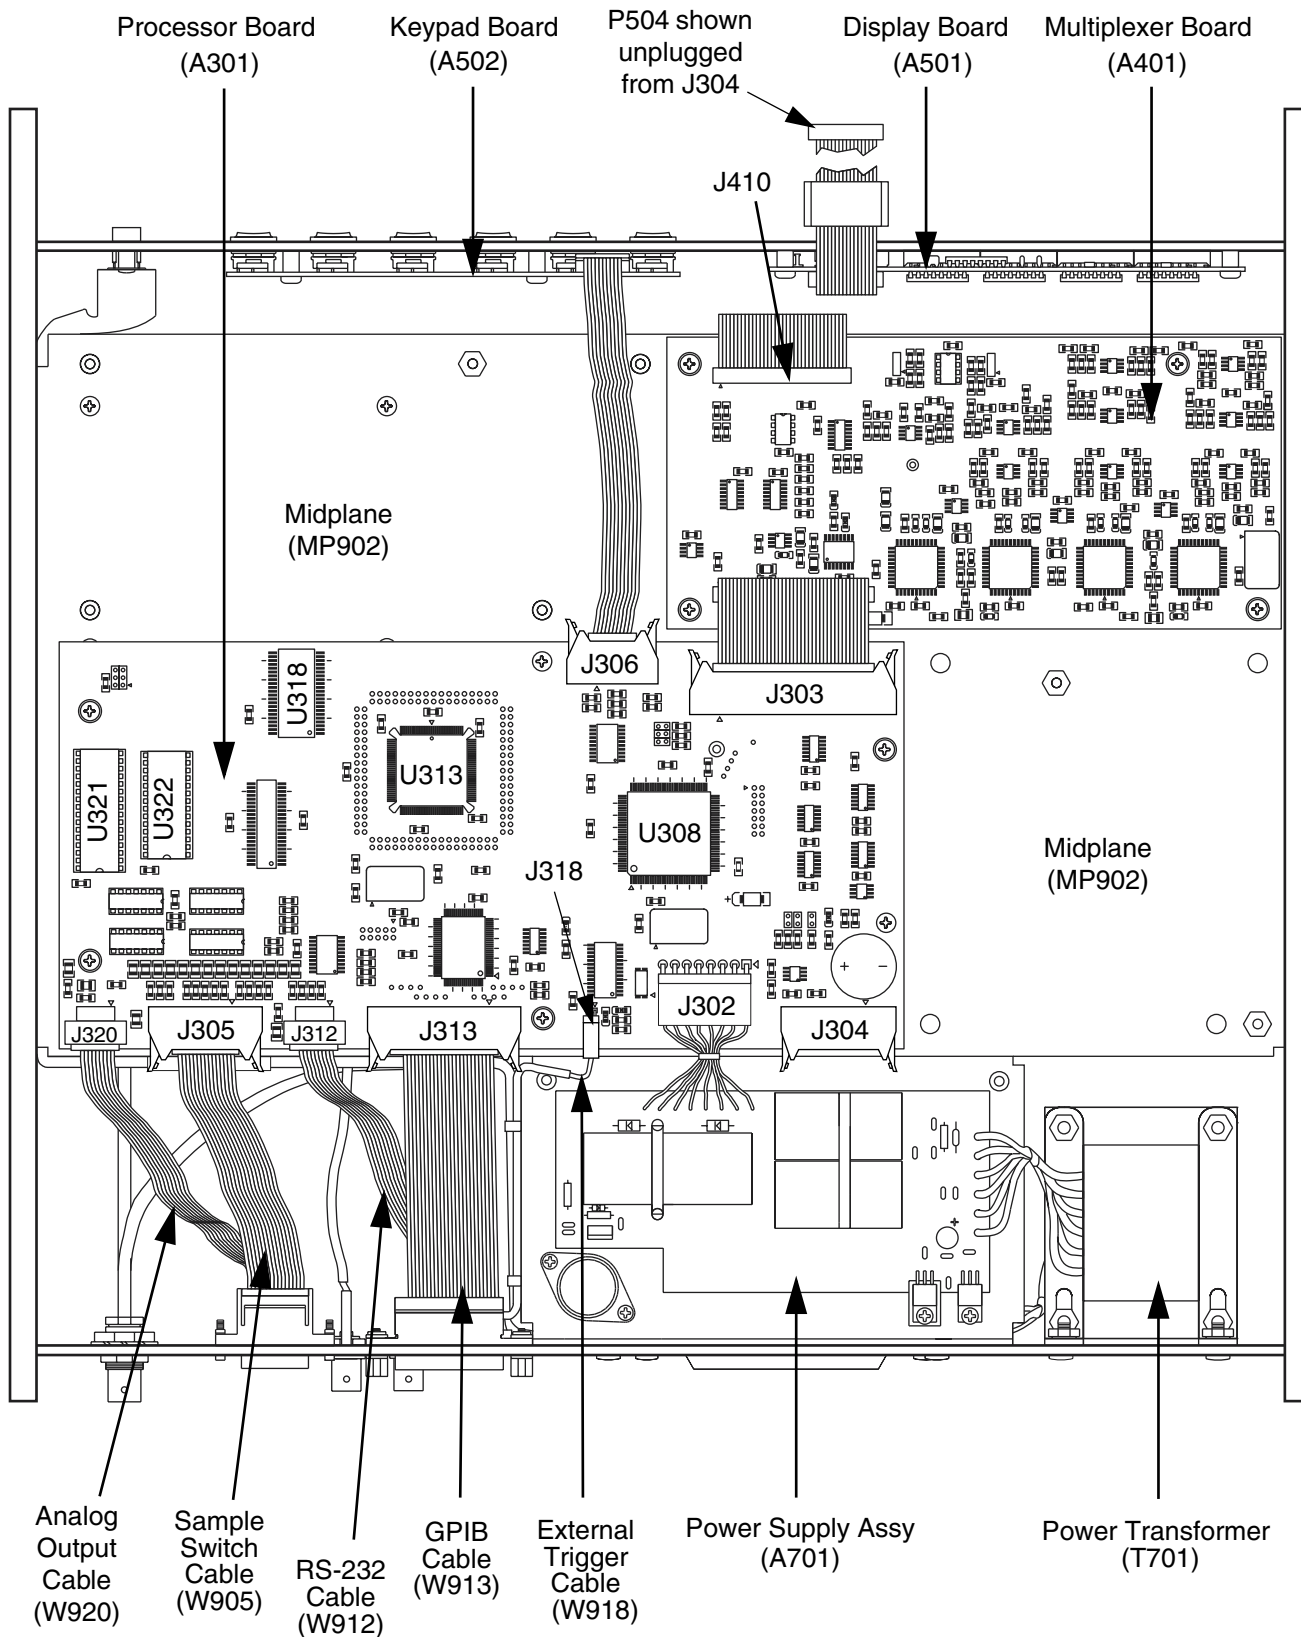 Processor Board
(A301)
Keypad Board
(A502)
P504 shown
unplugged
from J304
Display Board
(A501)
Multiplexer Board
(A401)
J410
Midplane
(MP902)
J306
J303
U318
U313
U321
U322
U308
J318
Midplane
(MP902)
J320
J305
J312
J313
J302
J304
Analog
Output
Cable
(W920)
Sample
Switch
Cable
(W905)
RS-232
Cable
(W912)
GPIB
Cable
(W913)
External
Trigger
Cable
(W918)
Power Supply Assy
(A701)
Power Transformer
(T701)